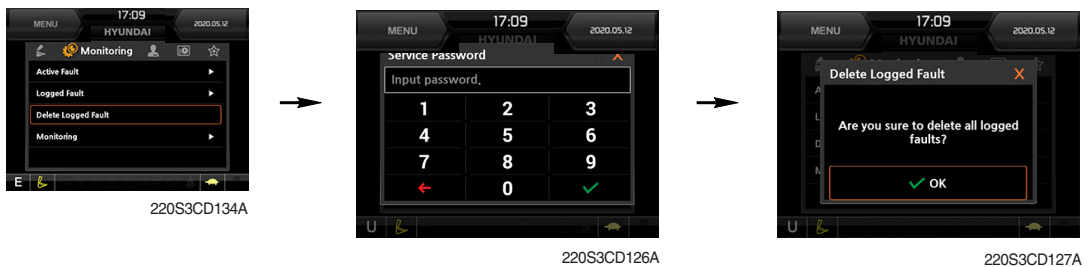 MENU 17:09 2020.05.12
HYUNDAI
Monitoring
Active Fault
Logged Fault
Delete Logged Fault
Monitoring
E
220S3CD134A
MENU 17:09 2020.05.12
HYUNDAI
Service Password X
Input password.
1 2 3
4 5 6
7 8 9
0
U
220S3CD126A
MENU 17:09 2020.05.12
HYUNDAI
Delete Logged Fault X
A
L
D
M
Are you sure to delete all logged
faults?
OK
U
220S3CD127A